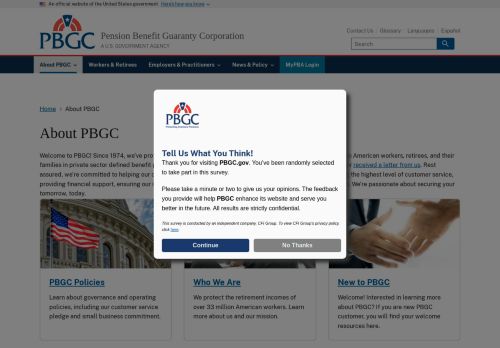 An official website of the United States government Here's how you know
PBGC
Pension Benefit Guaranty Corporation
A U.S. GOVERNMENT AGENCY
Contact Us Glossary Languages Español
Search
About PBGC Workers & Retirees Employers & Practitioners News & Policy MyPBA Login
Home > About PBGC
About PBGC
Welcome to PBGC! Since 1974, we've pro American workers, retirees, and their
families in private sector defined benefit received a letter from us. Rest
assured, we're committed to helping our the highest level of customer service,
providing financial support, ensuring our We're passionate about securing your
tomorrow, today.
PBGC
Protecting America's Pensions
Tell Us What You Think!
Thank you for visiting PBGC.gov. You've been randomly selected
to take part in this survey.
Please take a minute or two to give us your opinions. The feedback
you provide will help PBGC enhance its website and serve you
better in the future. All results are strictly confidential.
This survey is conducted by an independent company, CFI Group. To view CFI Group's privacy policy
click here.
Continue
No Thanks
PBGC Policies
Learn about governance and operating
policies, including our customer service
pledge and small business commitment.
Who We Are
We protect the retirement incomes of
over 33 million American workers. Learn
more about us and our mission.
New to PBGC
Welcome! Interested in learning more
about PBGC? If you are new PBGC
customer, you will find your welcome
resources here.